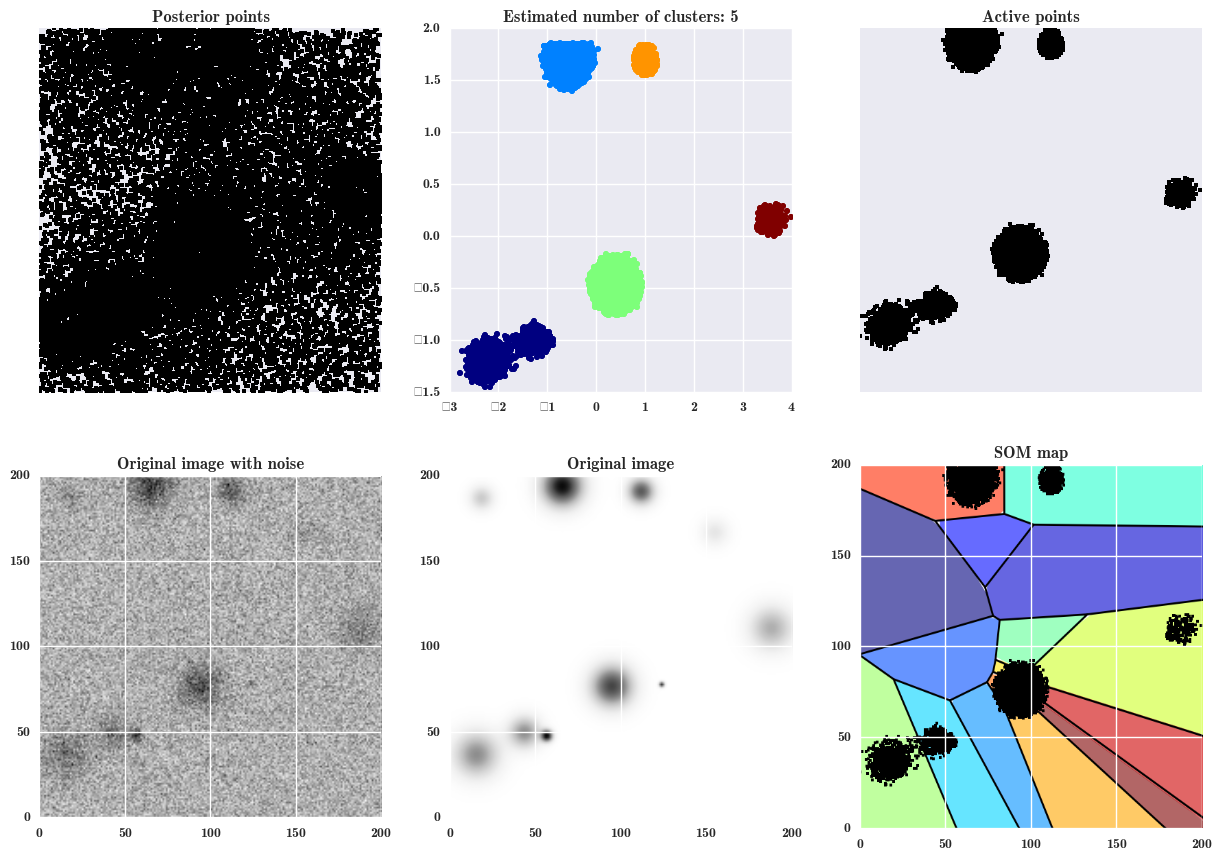 Posterior points
Estimated number of clusters: 5
Active points
2.0
1.5
1.0
0.5
0.0
□0.5
□1.0
□1.5
□3 □2 □1 0 1 2 3 4
Original image with noise
Original image
SOM map
200
150
100
50
0
0 50 100 150 200
200
150
100
50
0
0 50 100 150 200
200
150
100
50
0
0 50 100 150 200